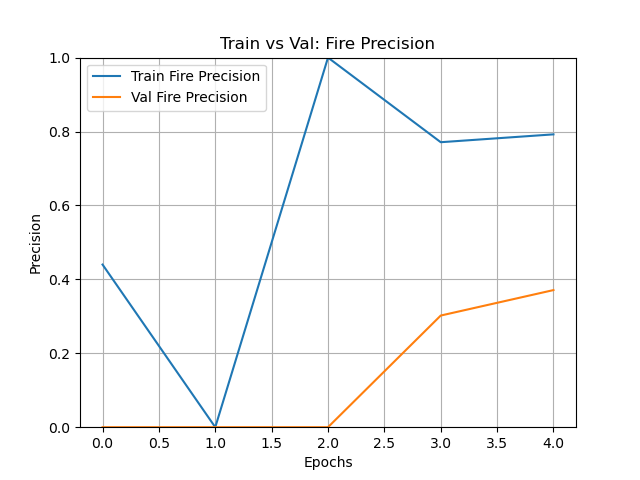 Train vs Val: Fire Precision
Train Fire Precision
Val Fire Precision
1.0
0.8
0.6
0.4
0.2
0.0
Precision
0.0 0.5 1.0 1.5 2.0 2.5 3.0 3.5 4.0
Epochs